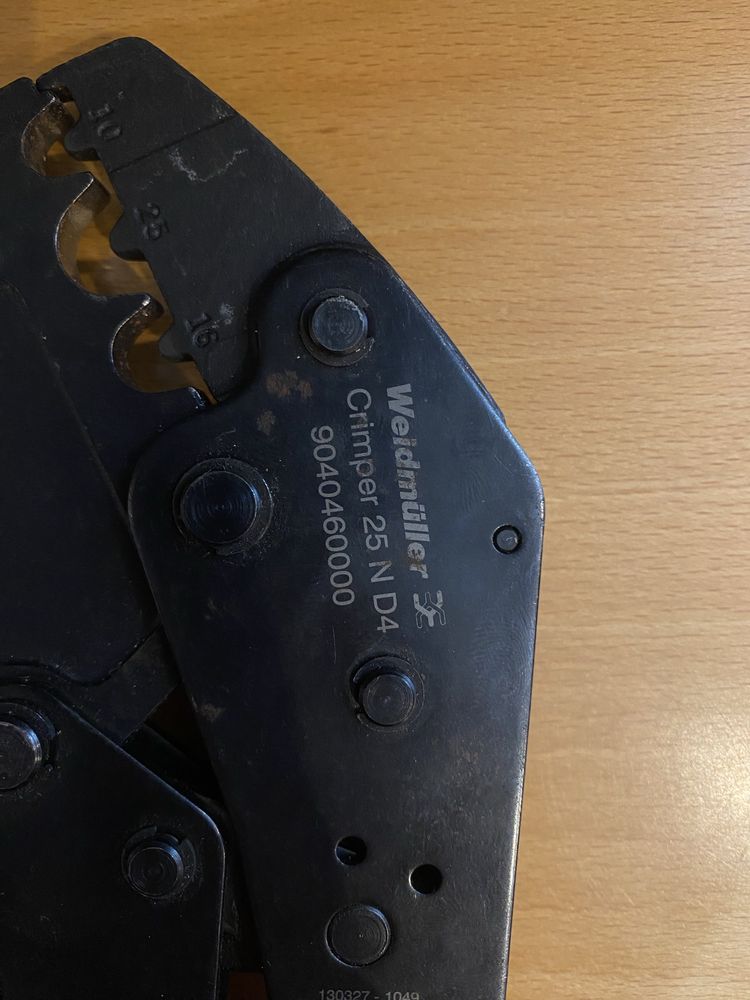 10
25
16
Weidmüller
Crimper 25 N D4
9040460000
130327 - 1049